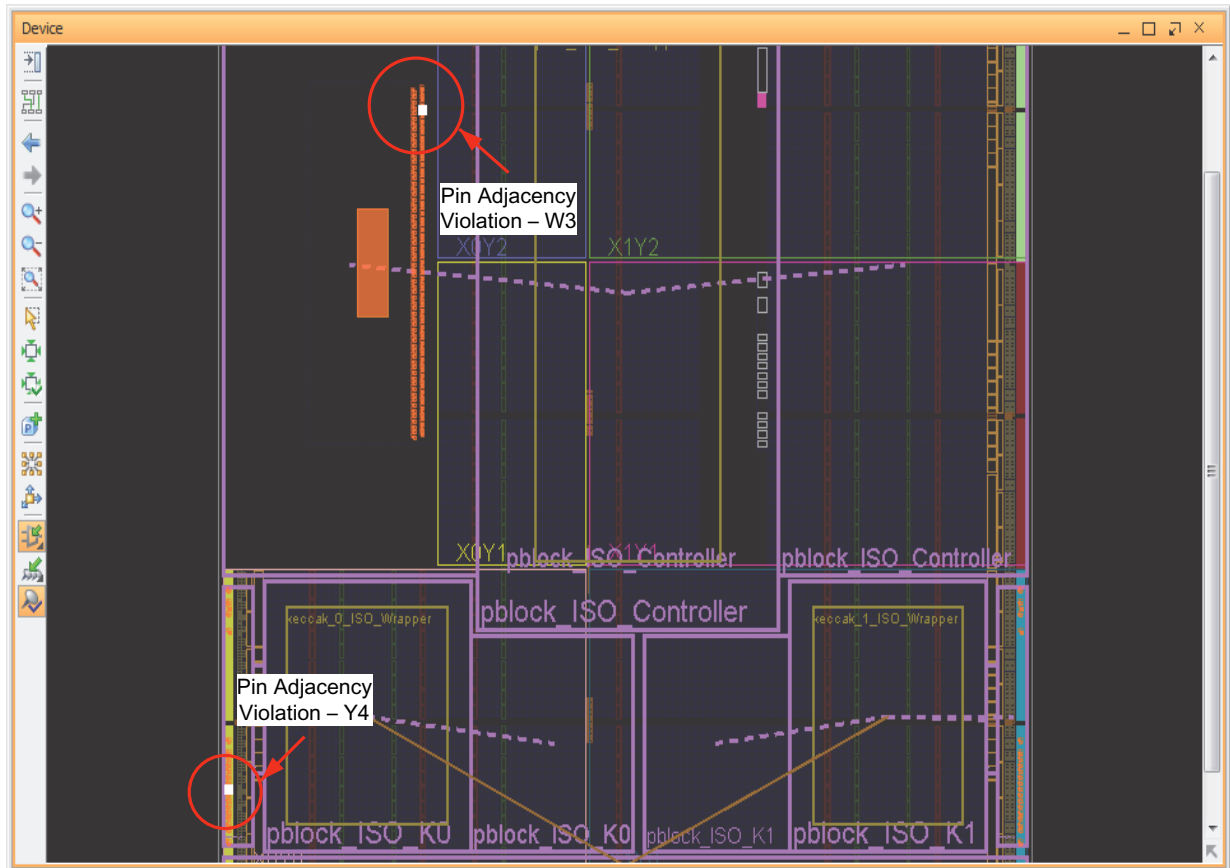 Device
Pin Adjacency
Violation – W3
X0Y2
X1Y2
X0Y1
pblock_ISO_Controller
X1Y1
pblock_ISO_Controller
pblock_ISO_Controller
keccak_0_ISO_Wrapper
keccak_1_ISO_Wrapper
Pin Adjacency
Violation – Y4
pblock_ISO_K0
pblock_ISO_K0
pblock_ISO_K1
pblock_ISO_K1